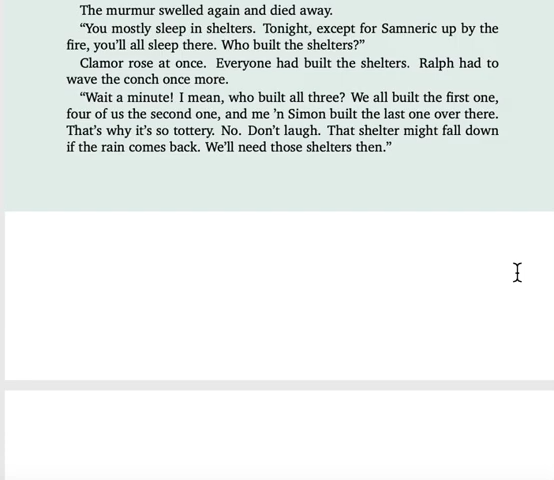 The murmur swelled again and died away.
“You mostly sleep in shelters. Tonight, except for Samneric up by the
fire, you’ll all sleep there. Who built the shelters?”
Clamor rose at once. Everyone had built the shelters. Ralph had to
wave the conch once more.
“Wait a minute! I mean, who built all three? We all built the first one,
four of us the second one, and me ’n Simon built the last one over there.
That’s why it’s so tottery. No. Don’t laugh. That shelter might fall down
if the rain comes back. We’ll need those shelters then.”